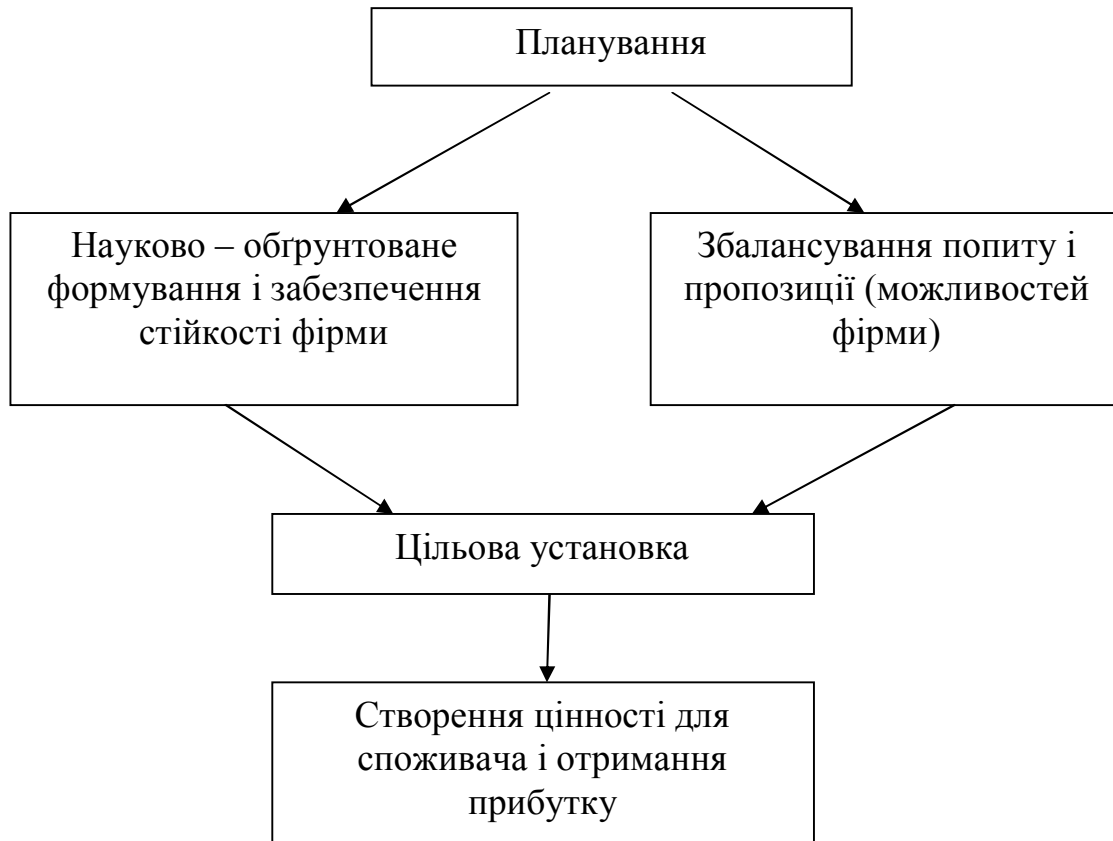 Планування
Науково – обґрунтоване
формування і забезпечення
стійкості фірми
Збалансування попиту і
пропозиції (можливостей
фірми)
Цільова установка
Створення цінності для
споживача і отримання
прибутку